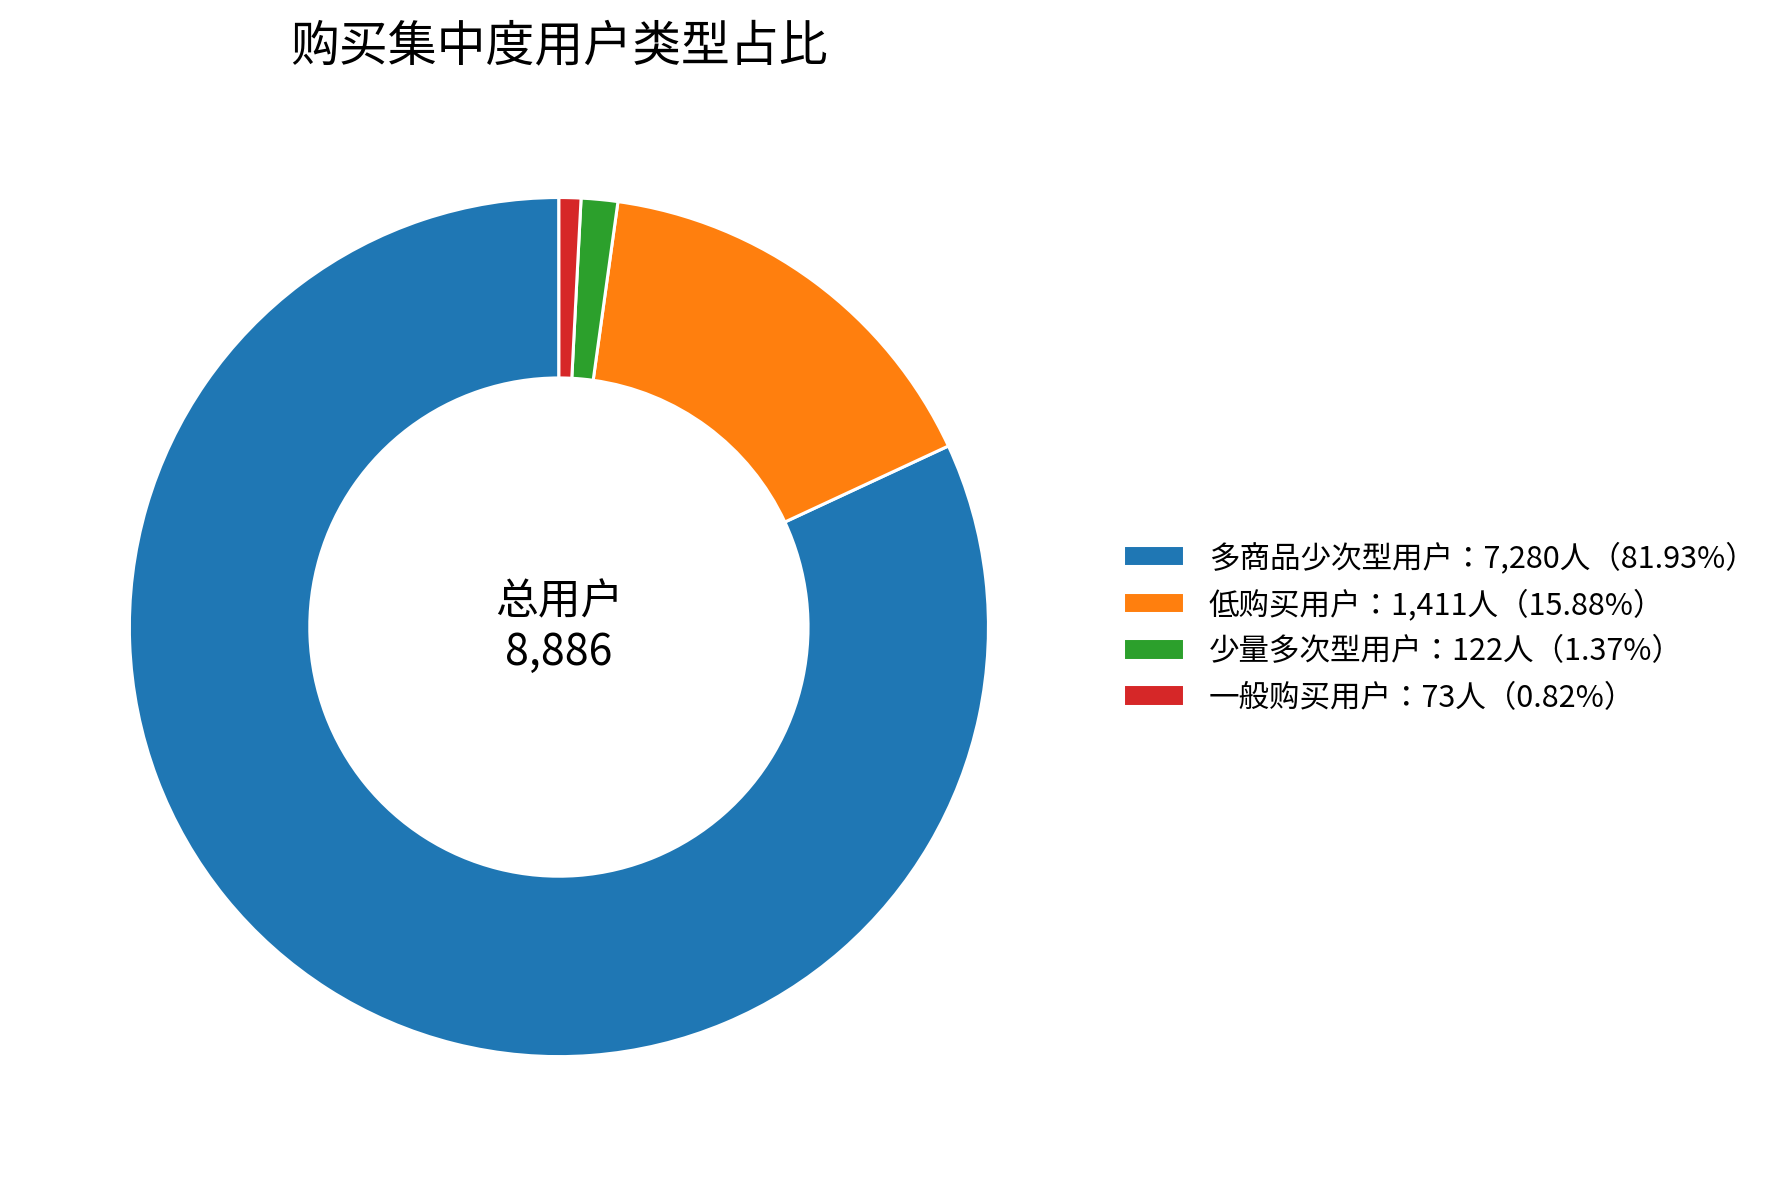 购买集中度用户类型占比
总用户
8,886
多商品少次型用户：7,280人（81.93%）
低购买用户：1,411人（15.88%）
少量多次型用户：122人（1.37%）
一般购买用户：73人（0.82%）